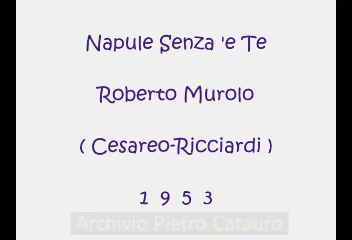 Napule Senza 'e Te
Roberto Murolo
( Cesareo-Ricciardi )
1 9 5 3
Archivio Pietro Catauro